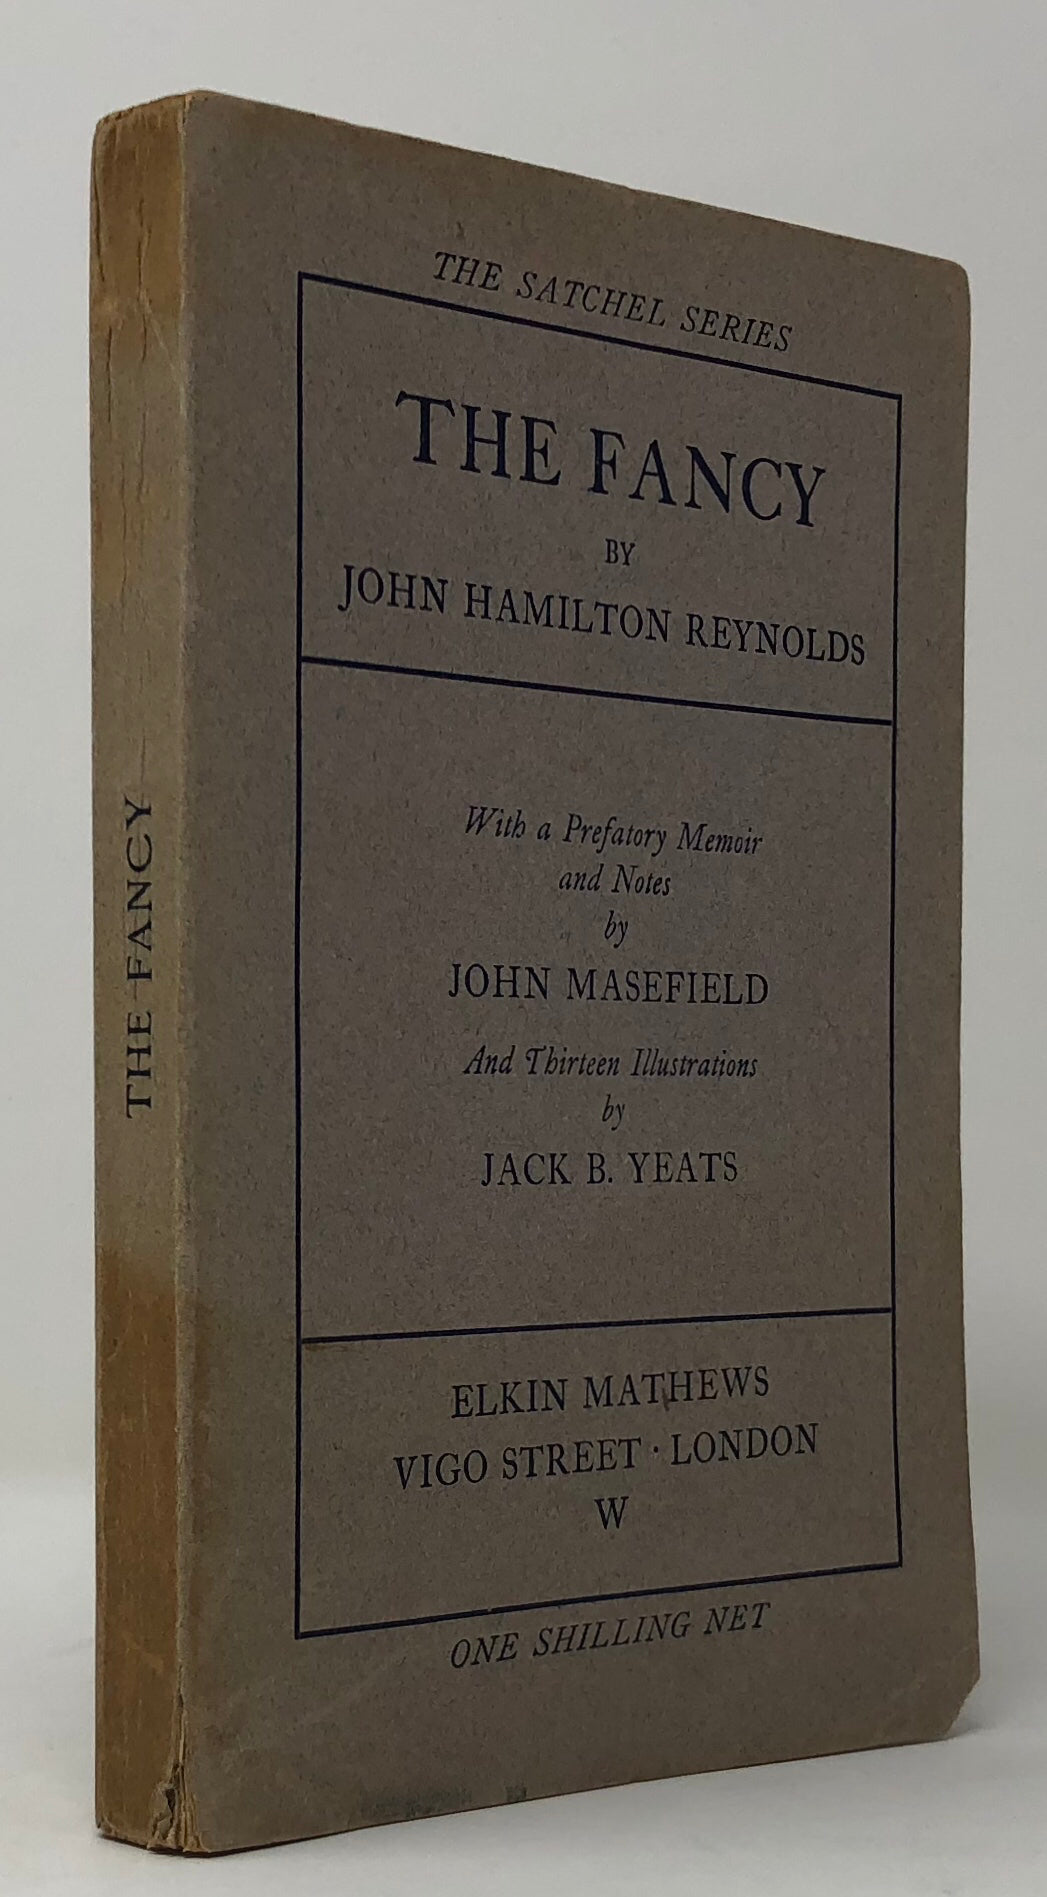 THE FANCY
THE SATCHEL SERIES
THE FANCY
BY
JOHN HAMILTON REYNOLDS
With a Prefatory Memoir
and Notes
by
JOHN MASEFIELD
And Thirteen Illustrations
by
JACK B. YEATS
ELKIN MATHEWS
VIGO STREET · LONDON
W
ONE SHILLING NET